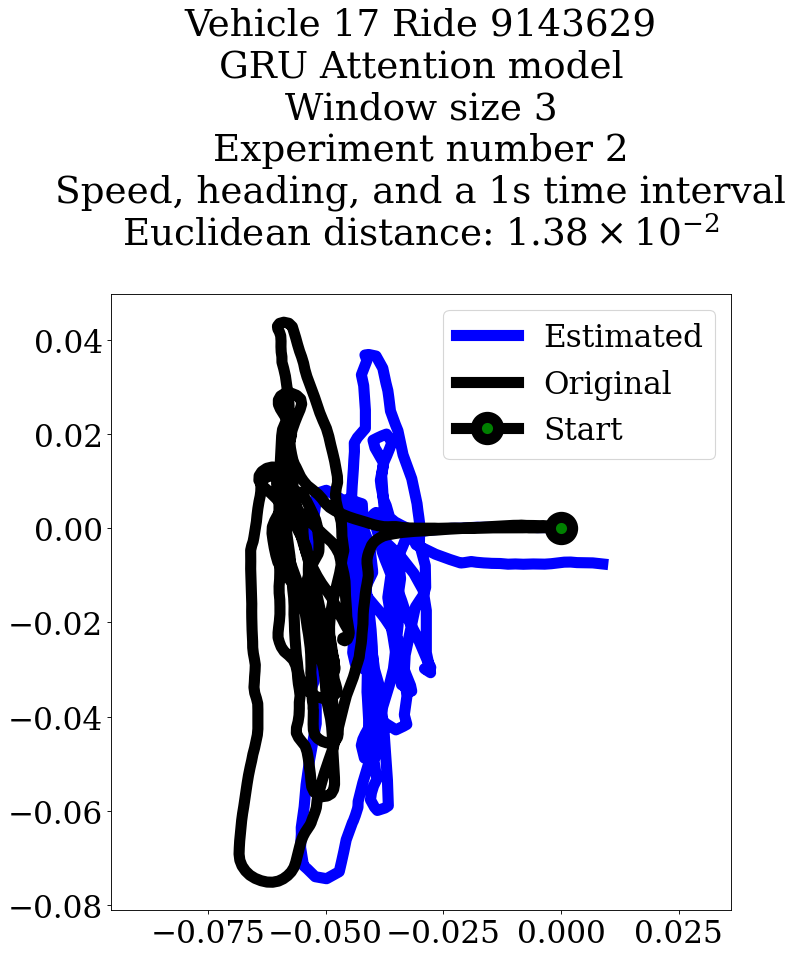 Vehicle 17 Ride 9143629
GRU Attention model
Window size 3
Experiment number 2
Speed, heading, and a 1s time interval
Euclidean distance: 1.38 × 10⁻²
Estimated
Original
Start
0.04
0.02
0.00
−0.02
−0.04
−0.06
−0.08
−0.075 −0.050 −0.025 0.000 0.025